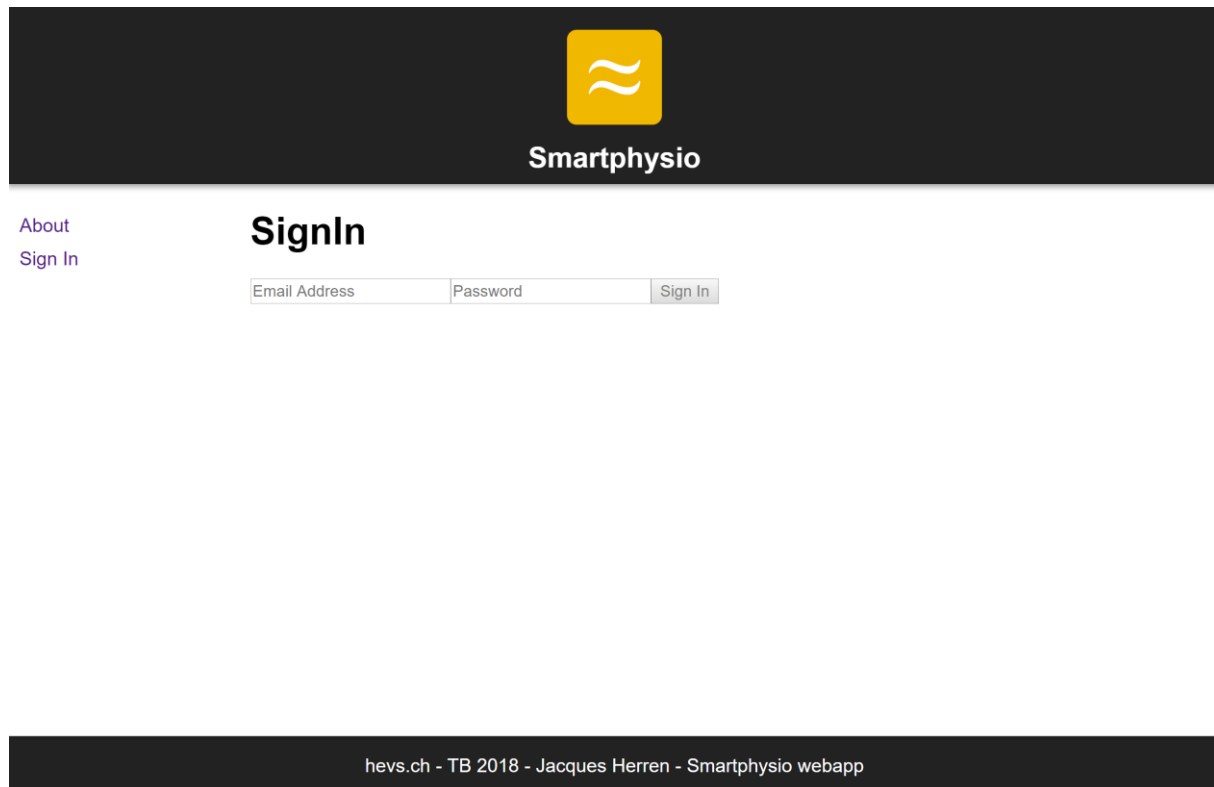 ≈
Smartphysio
About
Sign In
SignIn
Email Address Password Sign In
hevs.ch - TB 2018 - Jacques Herren - Smartphysio webapp